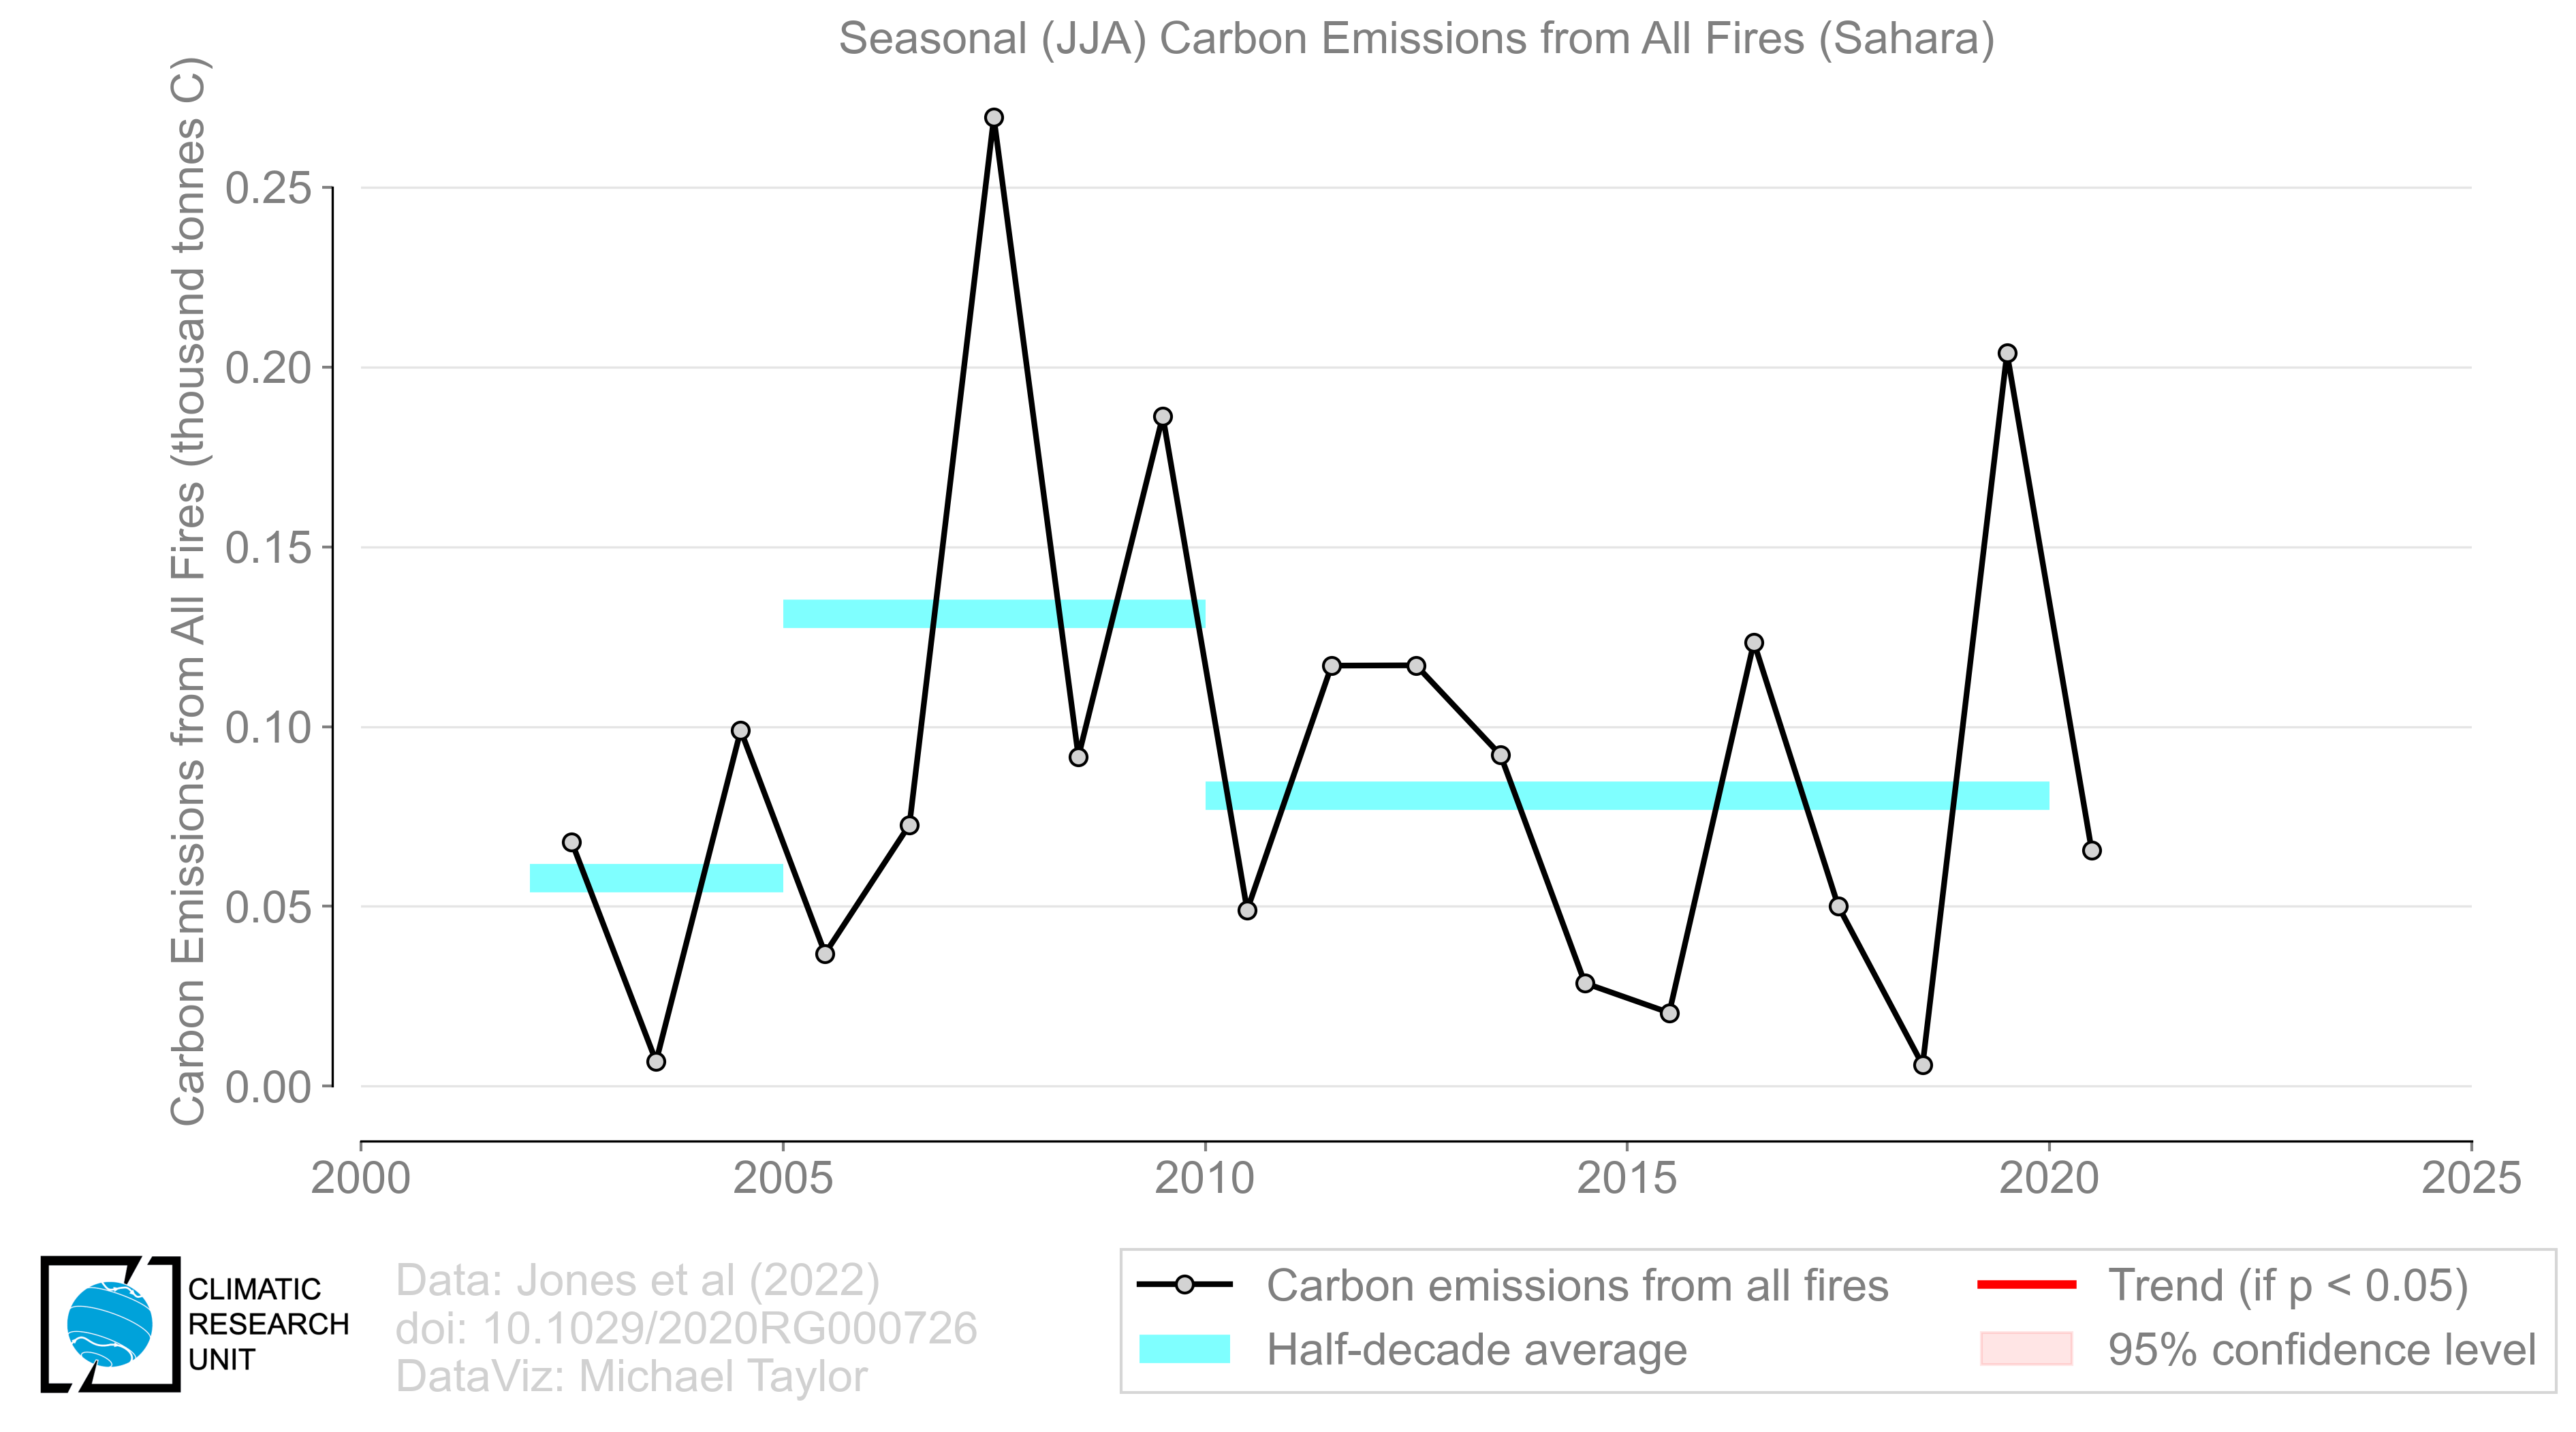 Seasonal (JJA) Carbon Emissions from All Fires (Sahara)
Carbon Emissions from All Fires (thousand tonnes C)
0.25
0.20
0.15
0.10
0.05
0.00
2000
2005
2010
2015
2020
2025
CLIMATIC
RESEARCH
UNIT
Data: Jones et al (2022)
doi: 10.1029/2020RG000726
DataViz: Michael Taylor
Carbon emissions from all fires
Half-decade average
Trend (if p < 0.05)
95% confidence level